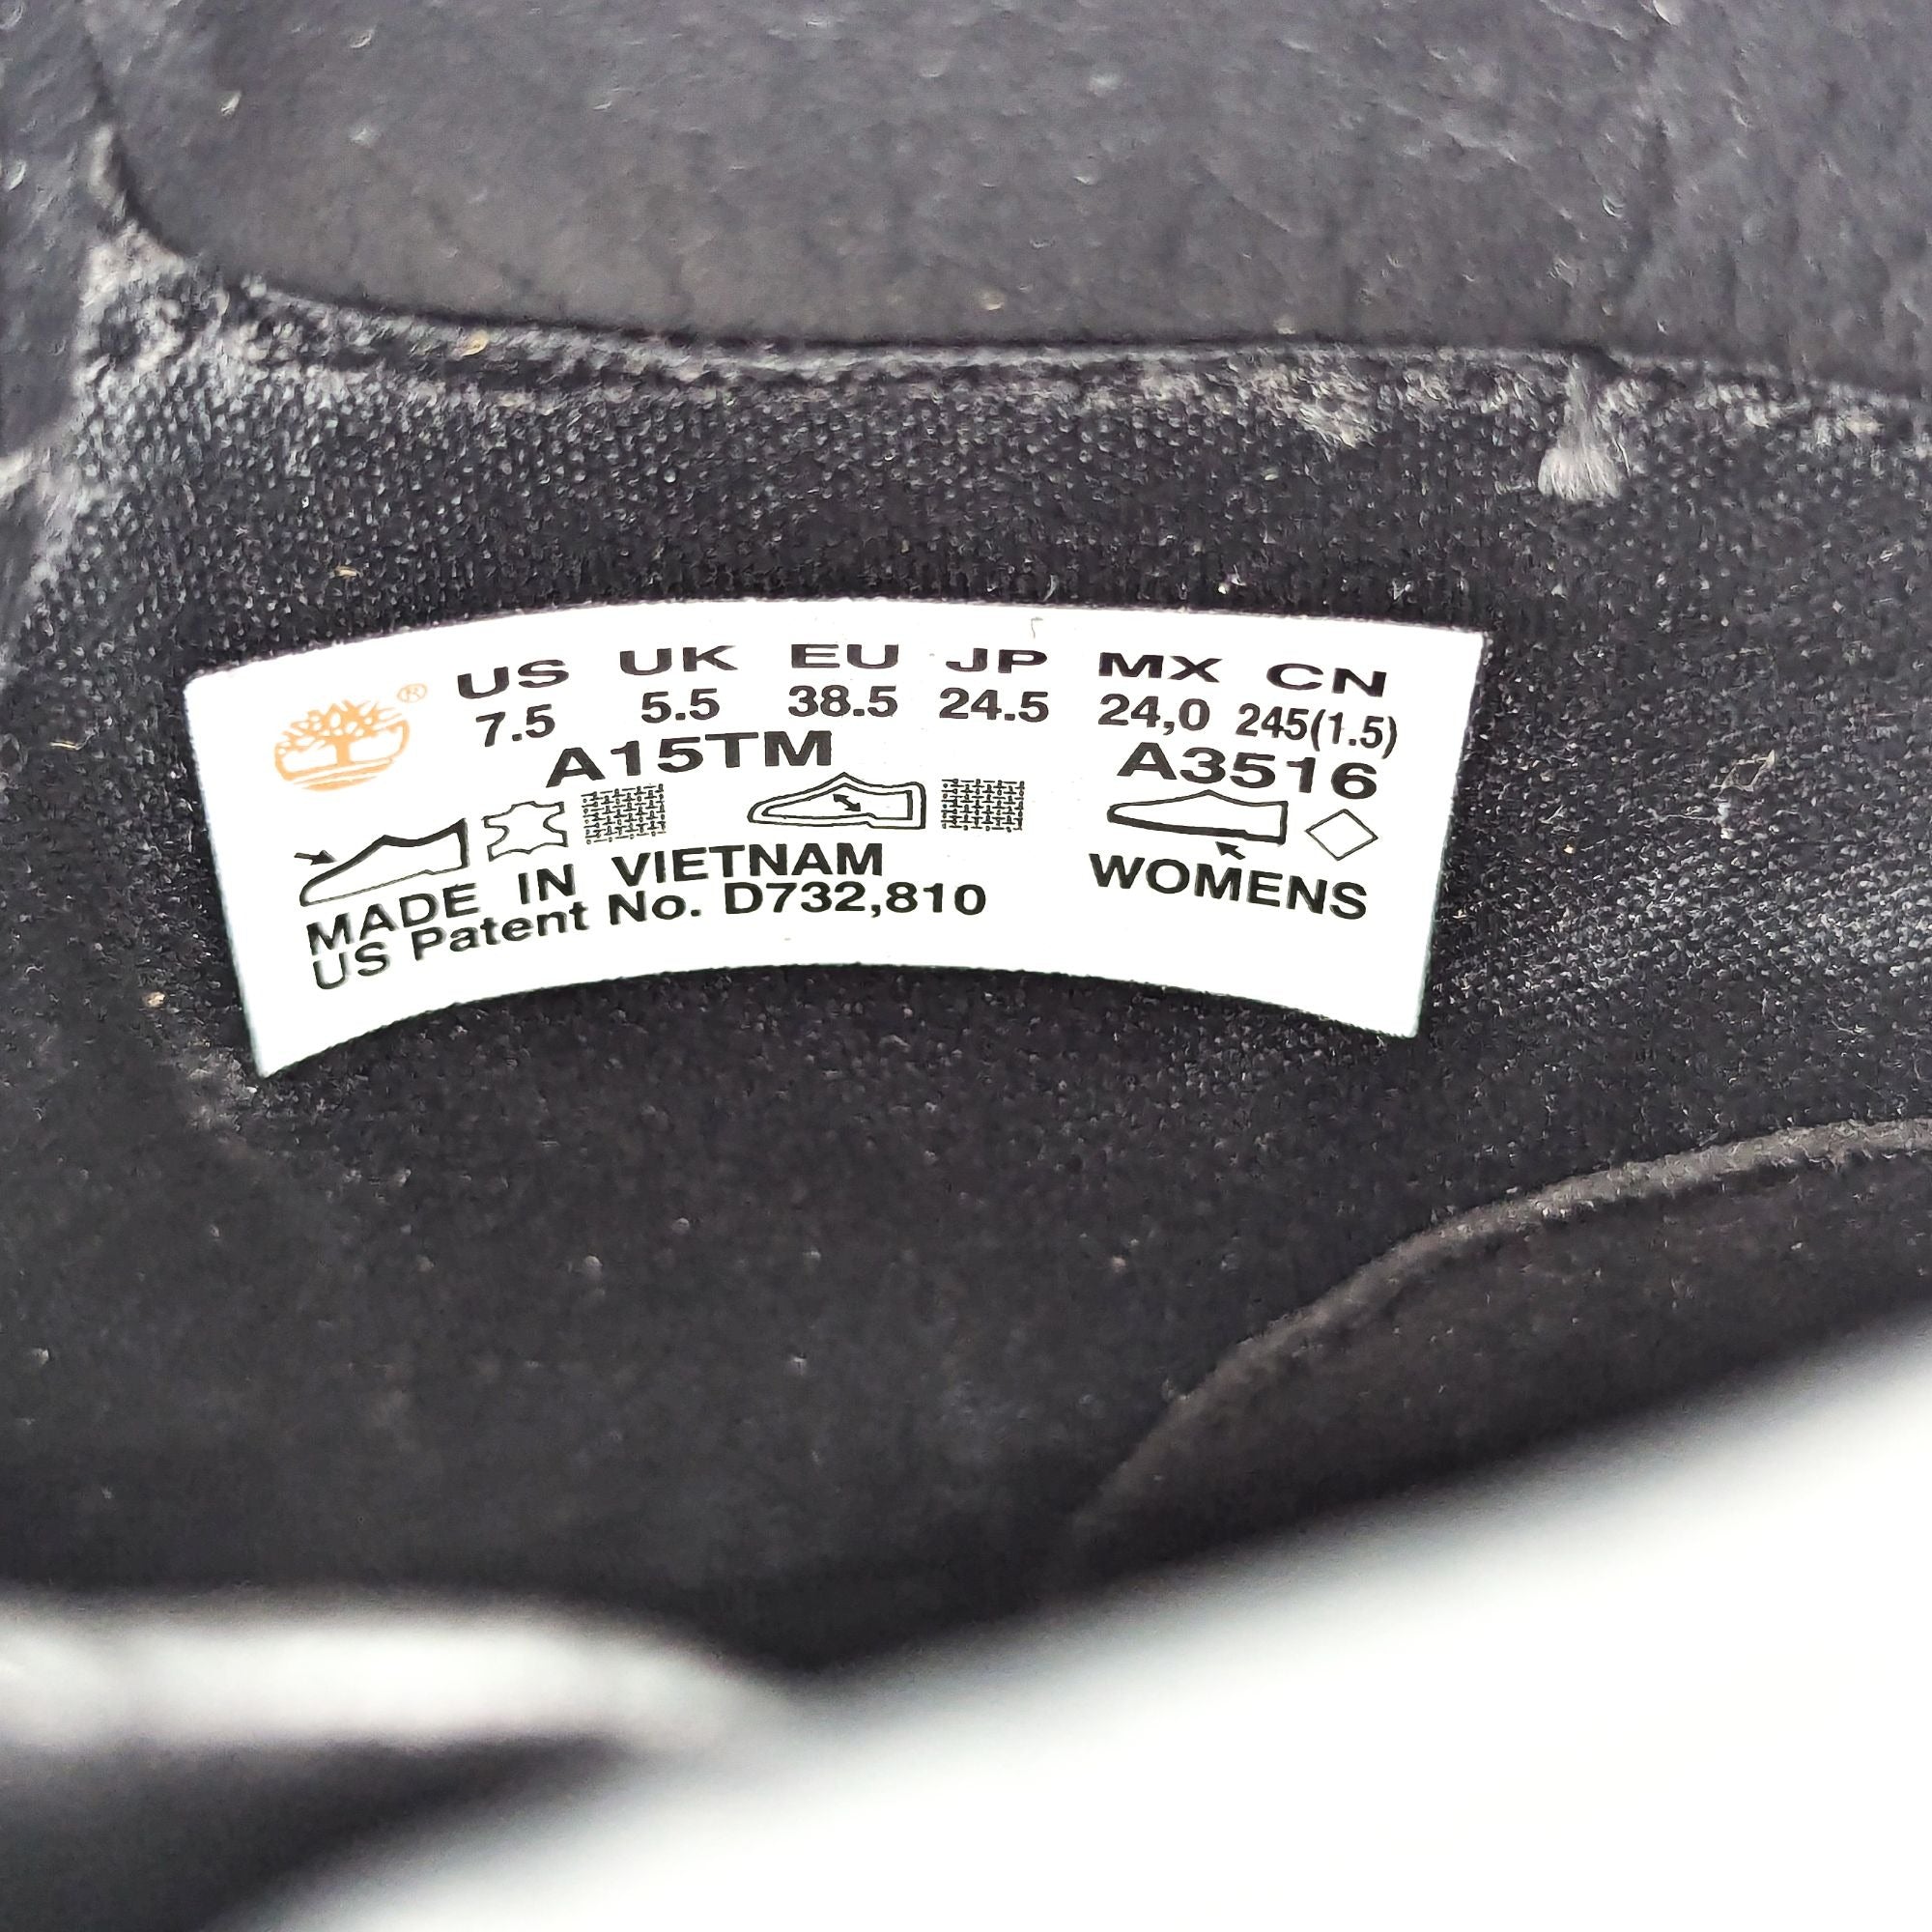 ® US UK EU JP MX CN
7.5 5.5 38.5 24.5 24,0 245(1.5)
A15TM A3516
MADE IN VIETNAM WOMENS
US Patent No. D732,810